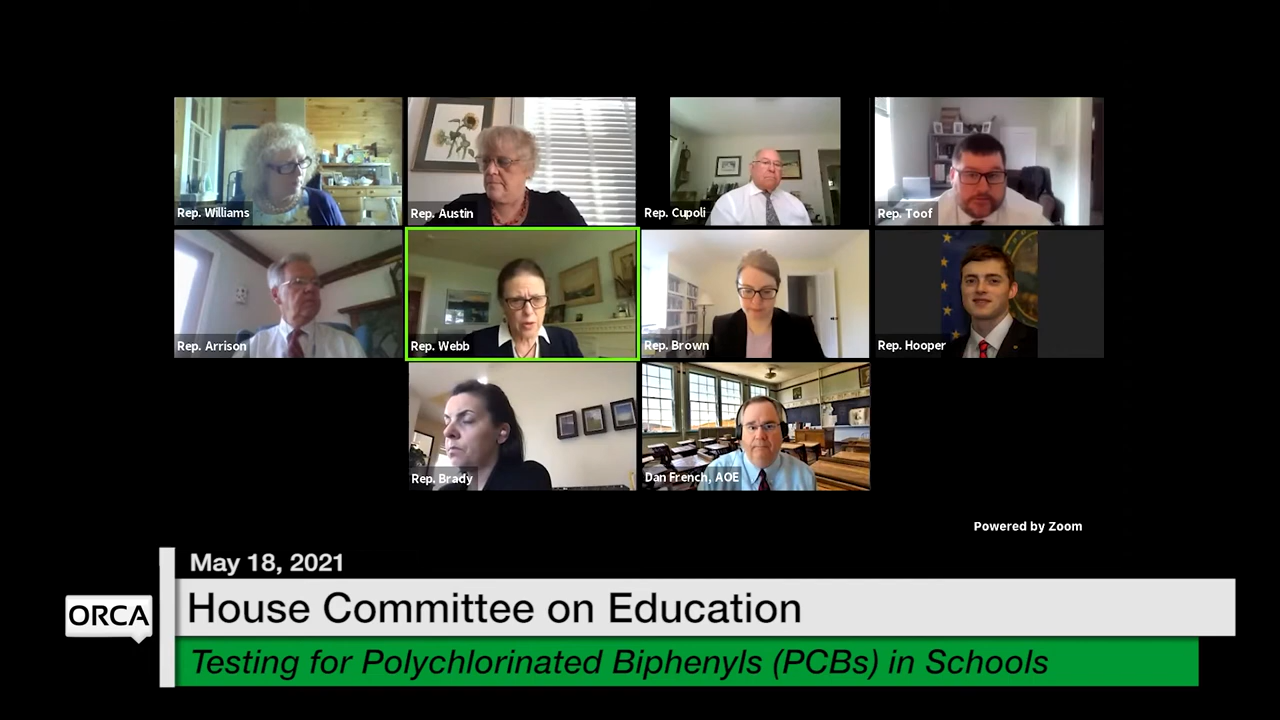 Rep. Williams
Rep. Austin
Rep. Cupoli
Rep. Toof
Rep. Arrison
Rep. Webb
Rep. Brown
Rep. Hooper
Rep. Brady
Dan French, AOE
Powered by Zoom
May 18, 2021
ORCA
House Committee on Education
Testing for Polychlorinated Biphenyls (PCBs) in Schools